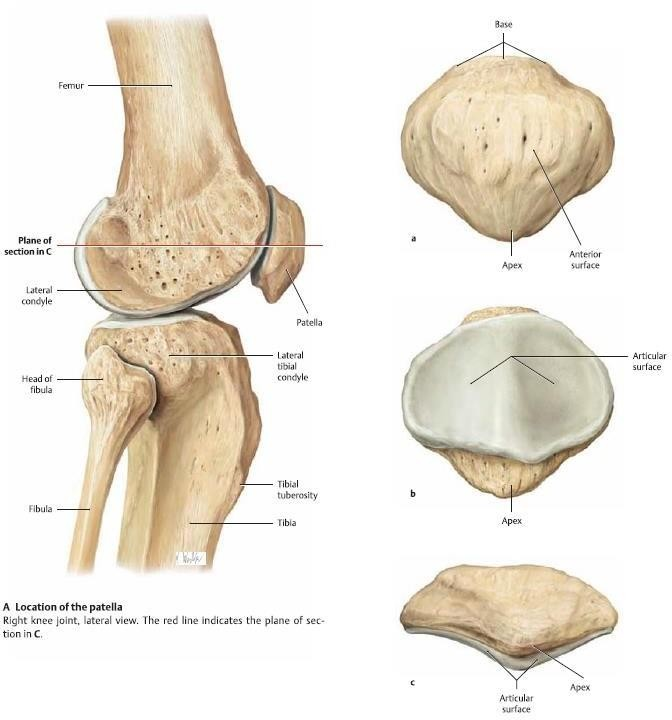 Femur
Plane of
section in C
Lateral
condyle
Patella
Head of
fibula
Lateral
tibial
condyle
Tibial
tuberosity
Fibula
Tibia
A Location of the patella
Right knee joint, lateral view. The red line indicates the plane of sec-
tion in C.
Base
a
Apex
Anterior
surface
Articular
surface
b
Apex
c
Articular
surface
Apex